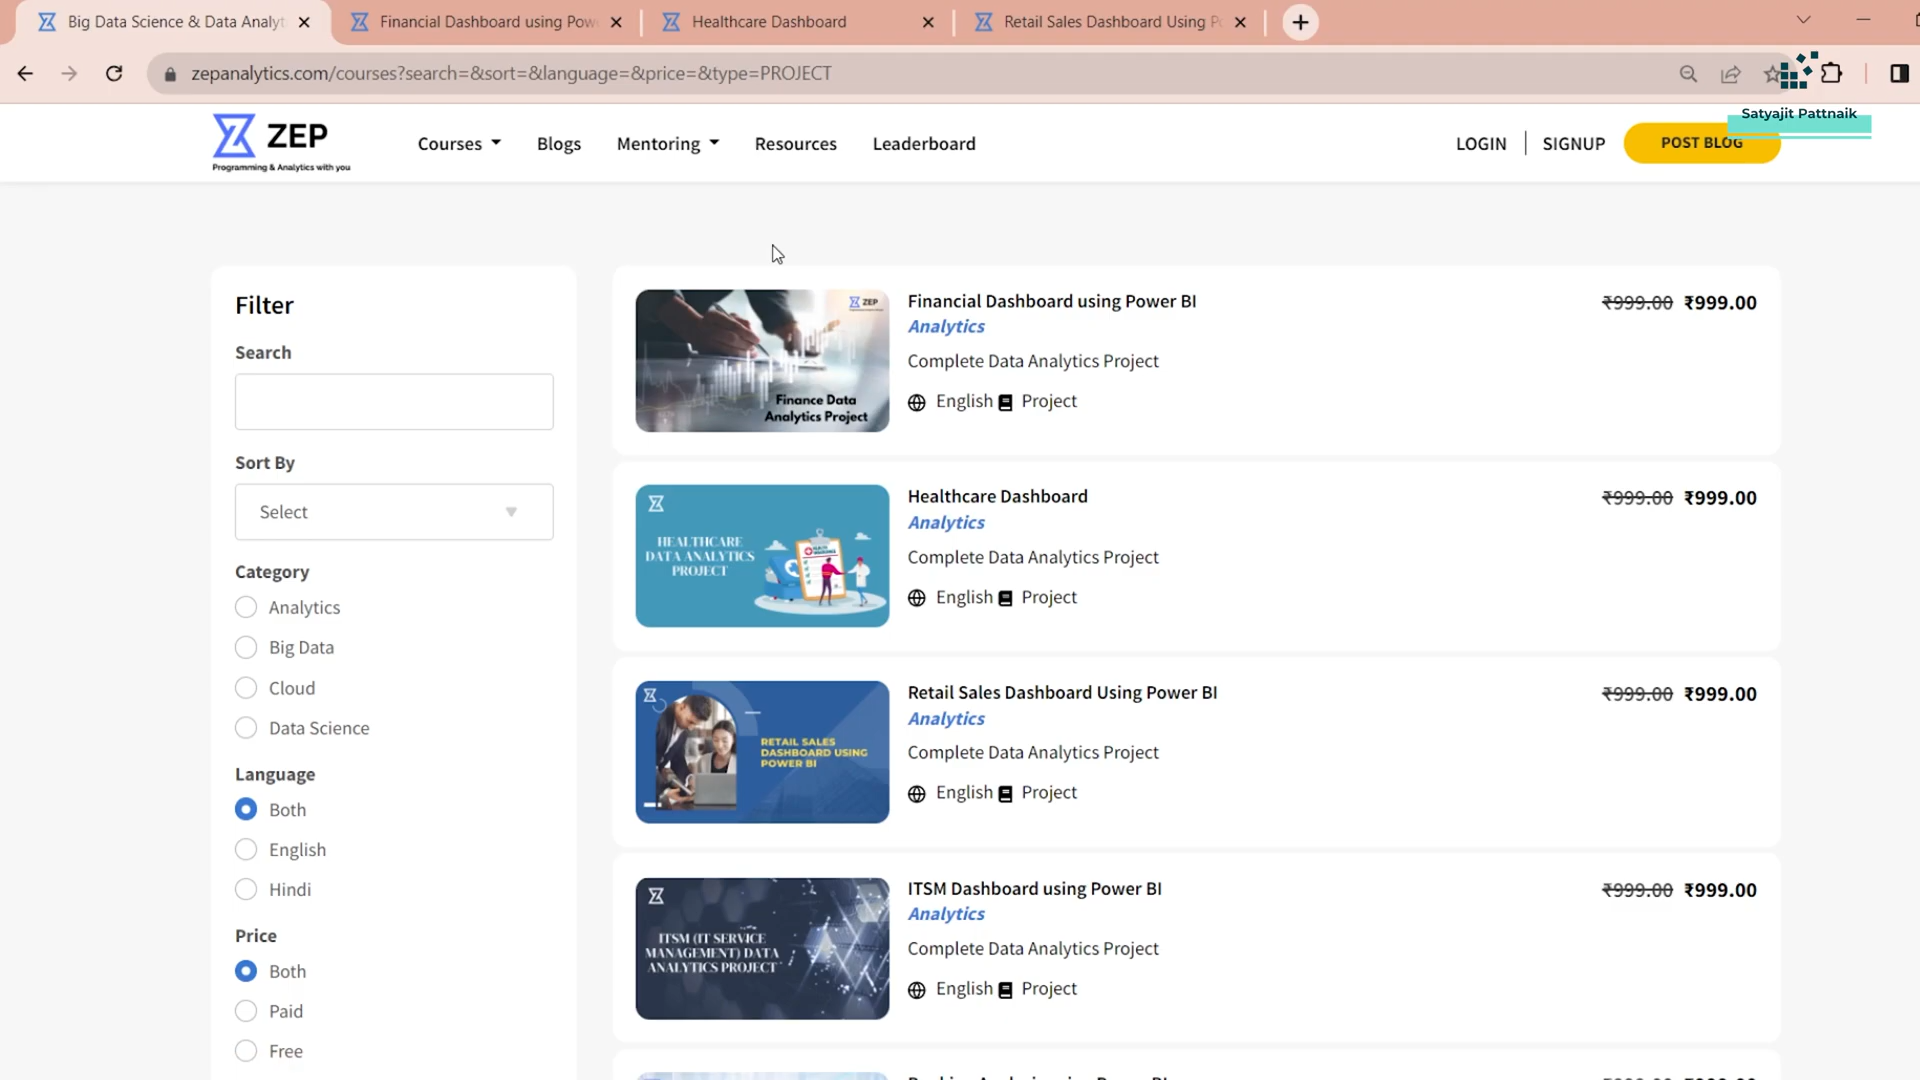 Big Data Science & Data Analyt
Financial Dashboard using Pow
Healthcare Dashboard
Retail Sales Dashboard Using P
zepanalytics.com/courses?search=&sort=&language=&price=&type=PROJECT
Satyajit Pattnaik
ZEP
Programming & Analytics with you
Courses
Blogs
Mentoring
Resources
Leaderboard
LOGIN
SIGNUP
POST BLOG
Filter
Search
Sort By
Select
Category
Analytics
Big Data
Cloud
Data Science
Language
Both
English
Hindi
Price
Both
Paid
Free
ZEP
Finance Data
Analytics Project
Financial Dashboard using Power BI
Analytics
Complete Data Analytics Project
English Project
₹999.00 ₹999.00
HEALTHCARE
DATA ANALYTICS
PROJECT
Healthcare Dashboard
Analytics
Complete Data Analytics Project
English Project
₹999.00 ₹999.00
RETAIL SALES
DASHBOARD USING
POWER BI
Retail Sales Dashboard Using Power BI
Analytics
Complete Data Analytics Project
English Project
₹999.00 ₹999.00
ITSM (IT SERVICE
MANAGEMENT) DATA
ANALYTICS PROJECT
ITSM Dashboard using Power BI
Analytics
Complete Data Analytics Project
English Project
₹999.00 ₹999.00